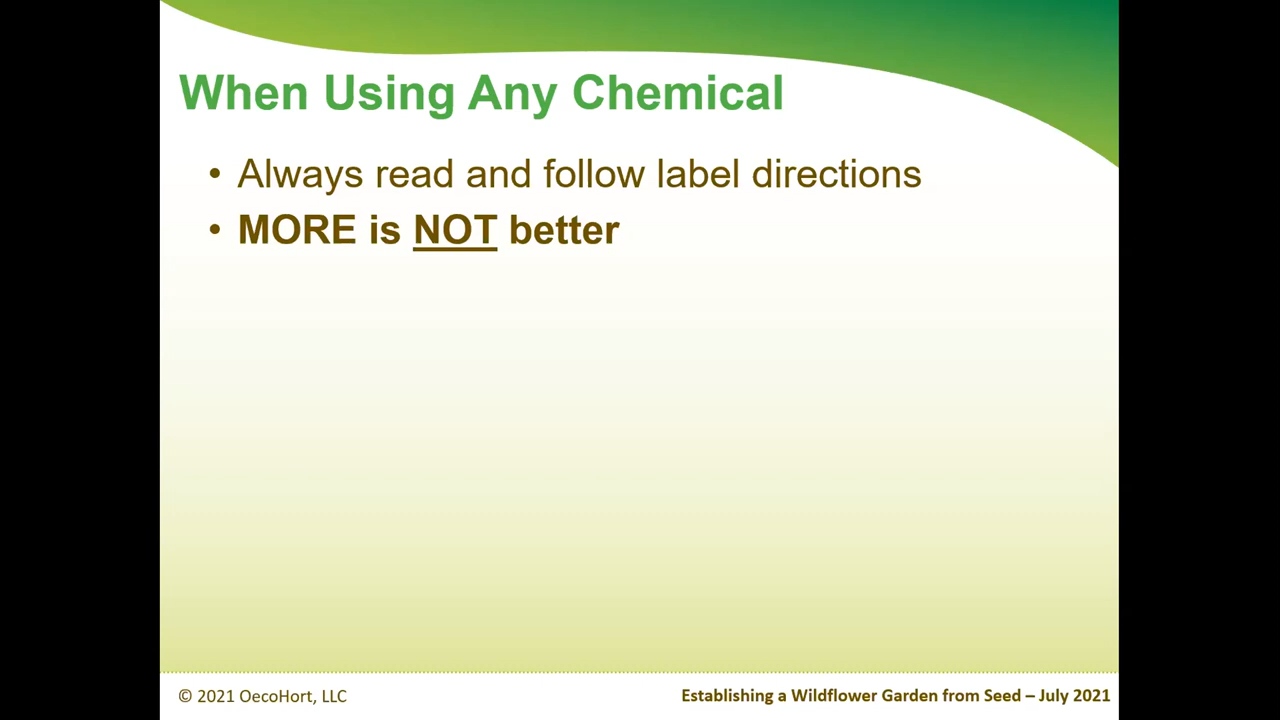 When Using Any Chemical
• Always read and follow label directions
• MORE is NOT better
© 2021 OecoHort, LLC
Establishing a Wildflower Garden from Seed – July 2021